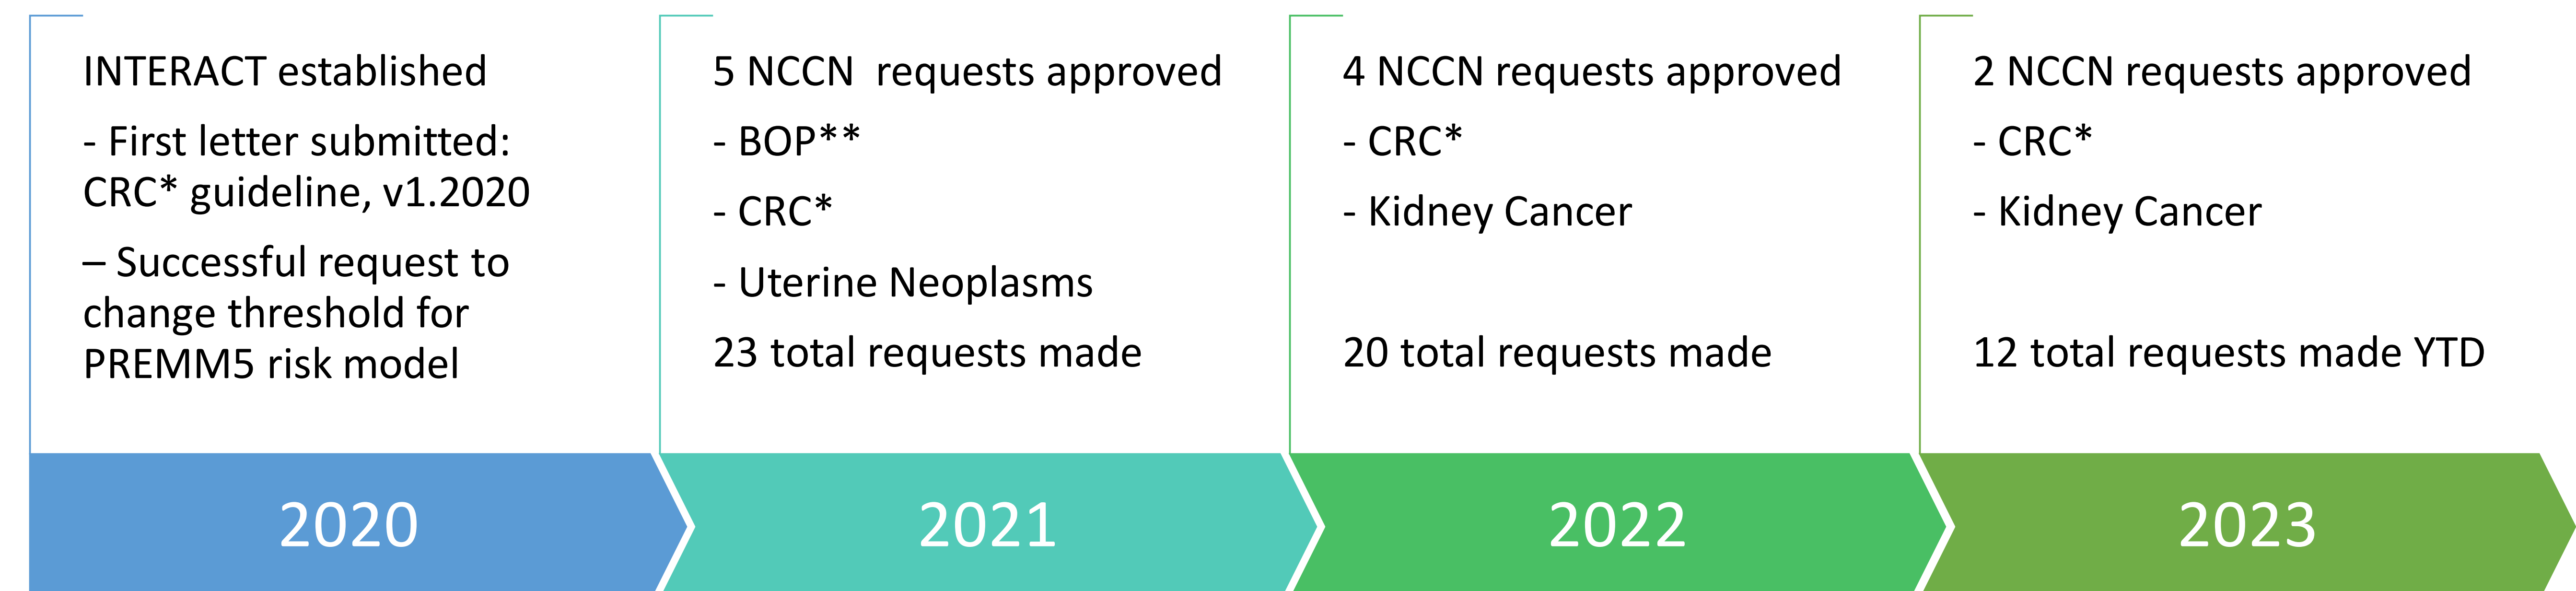 INTERACT established
- First letter submitted:
CRC* guideline, v1.2020
– Successful request to
change threshold for
PREMM5 risk model
2020
5 NCCN  requests approved
- BOP**
- CRC*
- Uterine Neoplasms
23 total requests made
2021
4 NCCN requests approved
- CRC*
- Kidney Cancer
20 total requests made
2022
2 NCCN requests approved
- CRC*
- Kidney Cancer
12 total requests made YTD
2023